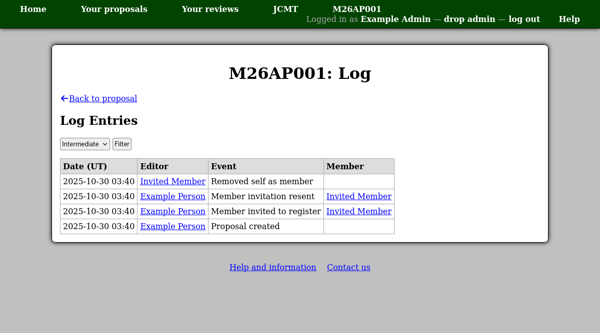 Home Your proposals Your reviews JCMT M26AP001
Logged in as Example Admin — drop admin — log out Help
M26AP001: Log
←Back to proposal
Log Entries
Intermediate Filter
Date (UT) Editor Event Member
2025-10-30 03:40 Invited Member Removed self as member
2025-10-30 03:40 Example Person Member invitation resent Invited Member
2025-10-30 03:40 Example Person Member invited to register Invited Member
2025-10-30 03:40 Example Person Proposal created
Help and information Contact us